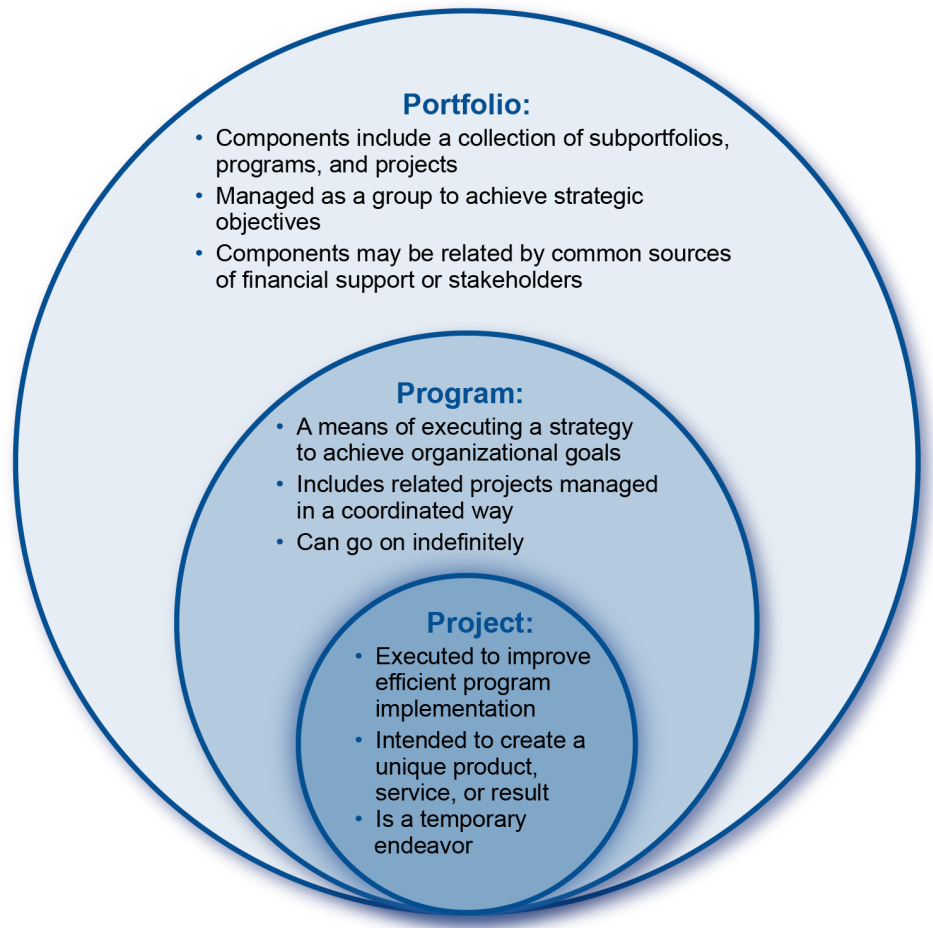 Portfolio:
• Components include a collection of subportfolios,
programs, and projects
• Managed as a group to achieve strategic
objectives
• Components may be related by common sources
of financial support or stakeholders
Program:
• A means of executing a strategy
to achieve organizational goals
• Includes related projects managed
in a coordinated way
• Can go on indefinitely
Project:
• Executed to improve
efficient program
implementation
• Intended to create a
unique product,
service, or result
• Is a temporary
endeavor